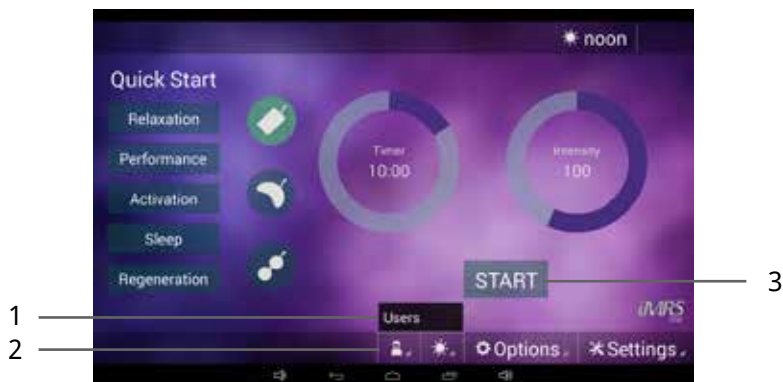 noon
Quick Start
Relaxation
Performance
Activation
Sleep
Regeneration
Timer
10:00
Intensity
100
START
3
iMRS
1
Users
2
Options
Settings